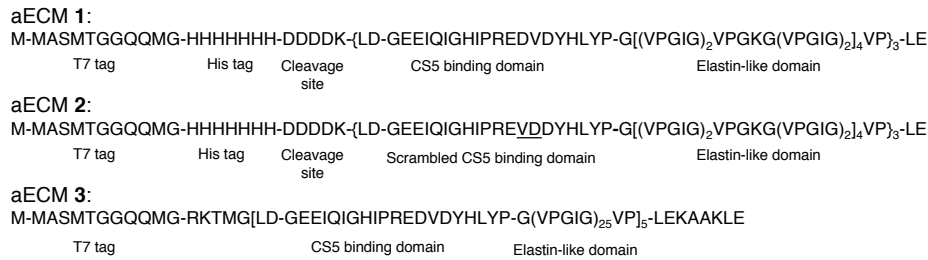 aECM 1:
M-MASMTGGQQMG-HHHHHHH-DDDDK-{LD-GEEIQIGHIPREDVDYHLYP-G[(VPGIG)₂VPGKG(VPGIG)₂]₄VP}₃-LE
T7 tag His tag Cleavage site CS5 binding domain Elastin-like domain
aECM 2:
M-MASMTGGQQMG-HHHHHHH-DDDDK-{LD-GEEIQIGHIPREVDDYHLYP-G[(VPGIG)₂VPGKG(VPGIG)₂]₄VP}₃-LE
T7 tag His tag Cleavage site Scrambled CS5 binding domain Elastin-like domain
aECM 3:
M-MASMTGGQQMG-RKTMG[LD-GEEIQIGHIPREDVDYHLYP-G(VPGIG)₂₅VP]₅-LEKAAKLE
T7 tag CS5 binding domain Elastin-like domain